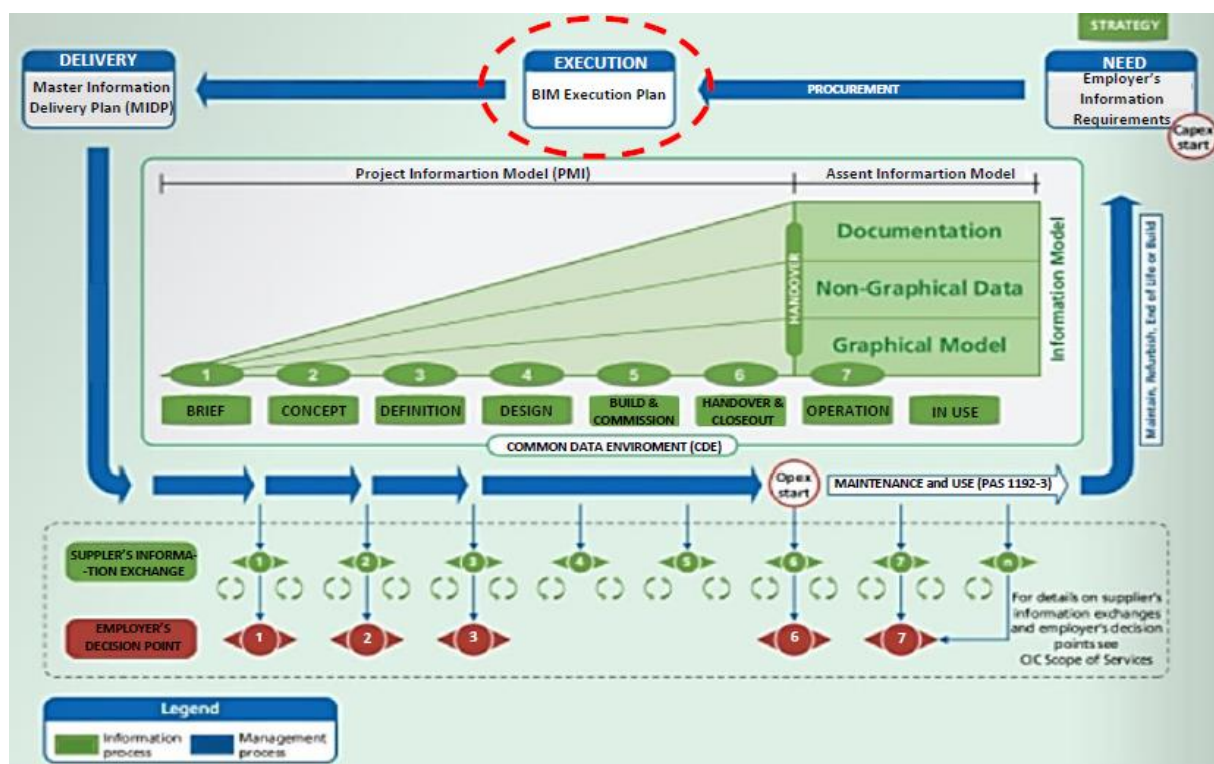 STRATEGY
DELIVERY
Master Information
Delivery Plan (MIDP)
EXECUTION
BIM Execution Plan
PROCUREMENT
NEED
Employer's
Information
Requirements
Capex
start
Project Informartion Model (PMI)
Assent Informartion Model
Documentation
Non-Graphical Data
Graphical Model
HANDOVER
Information Model
Maintain, Refurbish, End of Life or Build
1
2
3
4
5
6
7
BRIEF
CONCEPT
DEFINITION
DESIGN
BUILD &
COMMISSION
HANDOVER &
CLOSEOUT
OPERATION
IN USE
COMMON DATA ENVIROMENT (CDE)
Opex
start
MAINTENANCE and USE (PAS 1192-3)
SUPPLER'S INFORMA-
-TION EXCHANGE
1
2
3
4
5
6
7
n
For details on supplier's
information exchanges
and employer's decision
points see
CIC Scope of Services
EMPLOYER'S
DECISION POINT
1
2
3
6
7
Legend
Information
process
Management
process